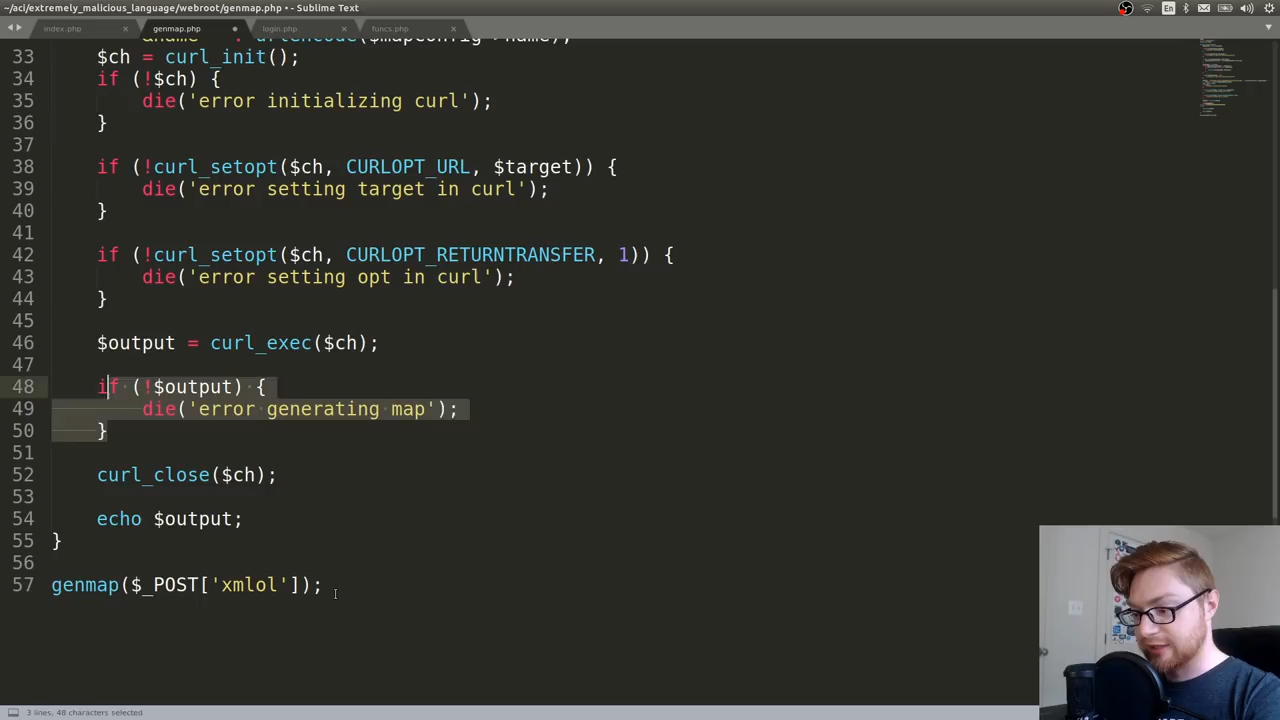 ~/aci/extremely_malicious_language/webroot/genmap.php • - Sublime Text
En
index.php × genmap.php login.php × funcs.php ×
($mapconfig
33 $ch = curl_init();
34 if (!$ch) {
35 die('error initializing curl');
36 }
37
38 if (!curl_setopt($ch, CURLOPT_URL, $target)) {
39 die('error setting target in curl');
40 }
41
42 if (!curl_setopt($ch, CURLOPT_RETURNTRANSFER, 1)) {
43 die('error setting opt in curl');
44 }
45
46 $output = curl_exec($ch);
47
48 if (!$output) {
49 die('error generating map');
50 }
51
52 curl_close($ch);
53
54 echo $output;
55 }
56
57 genmap($_POST['xmlol']);
3 lines, 48 characters selected